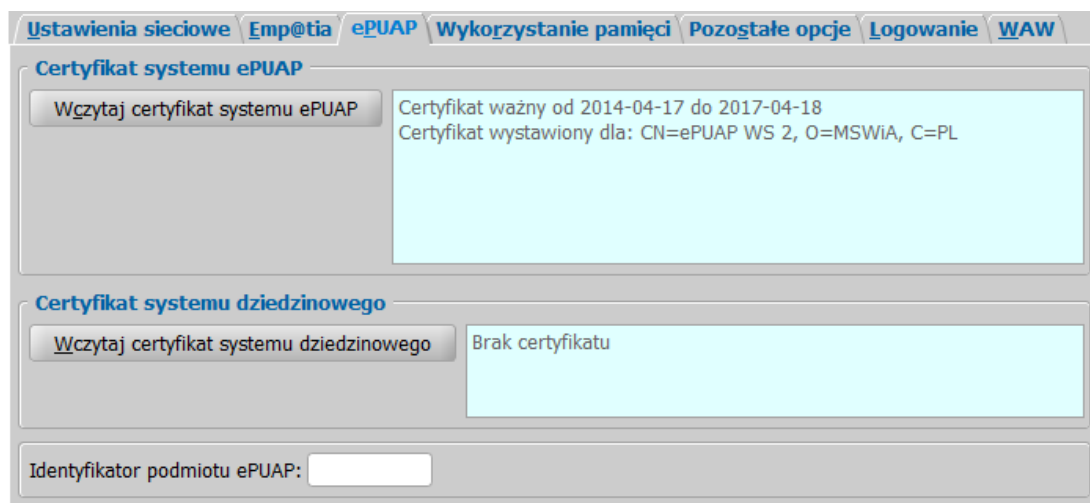 Ustawienia sieciowe Emp@tia ePUAP Wykorzystanie pamięci Pozostałe opcje Logowanie WAW
Certyfikat systemu ePUAP
Wczytaj certyfikat systemu ePUAP
Certyfikat ważny od 2014-04-17 do 2017-04-18
Certyfikat wystawiony dla: CN=ePUAP WS 2, O=MSWiA, C=PL
Certyfikat systemu dziedzinowego
Wczytaj certyfikat systemu dziedzinowego
Brak certyfikatu
Identyfikator podmiotu ePUAP: